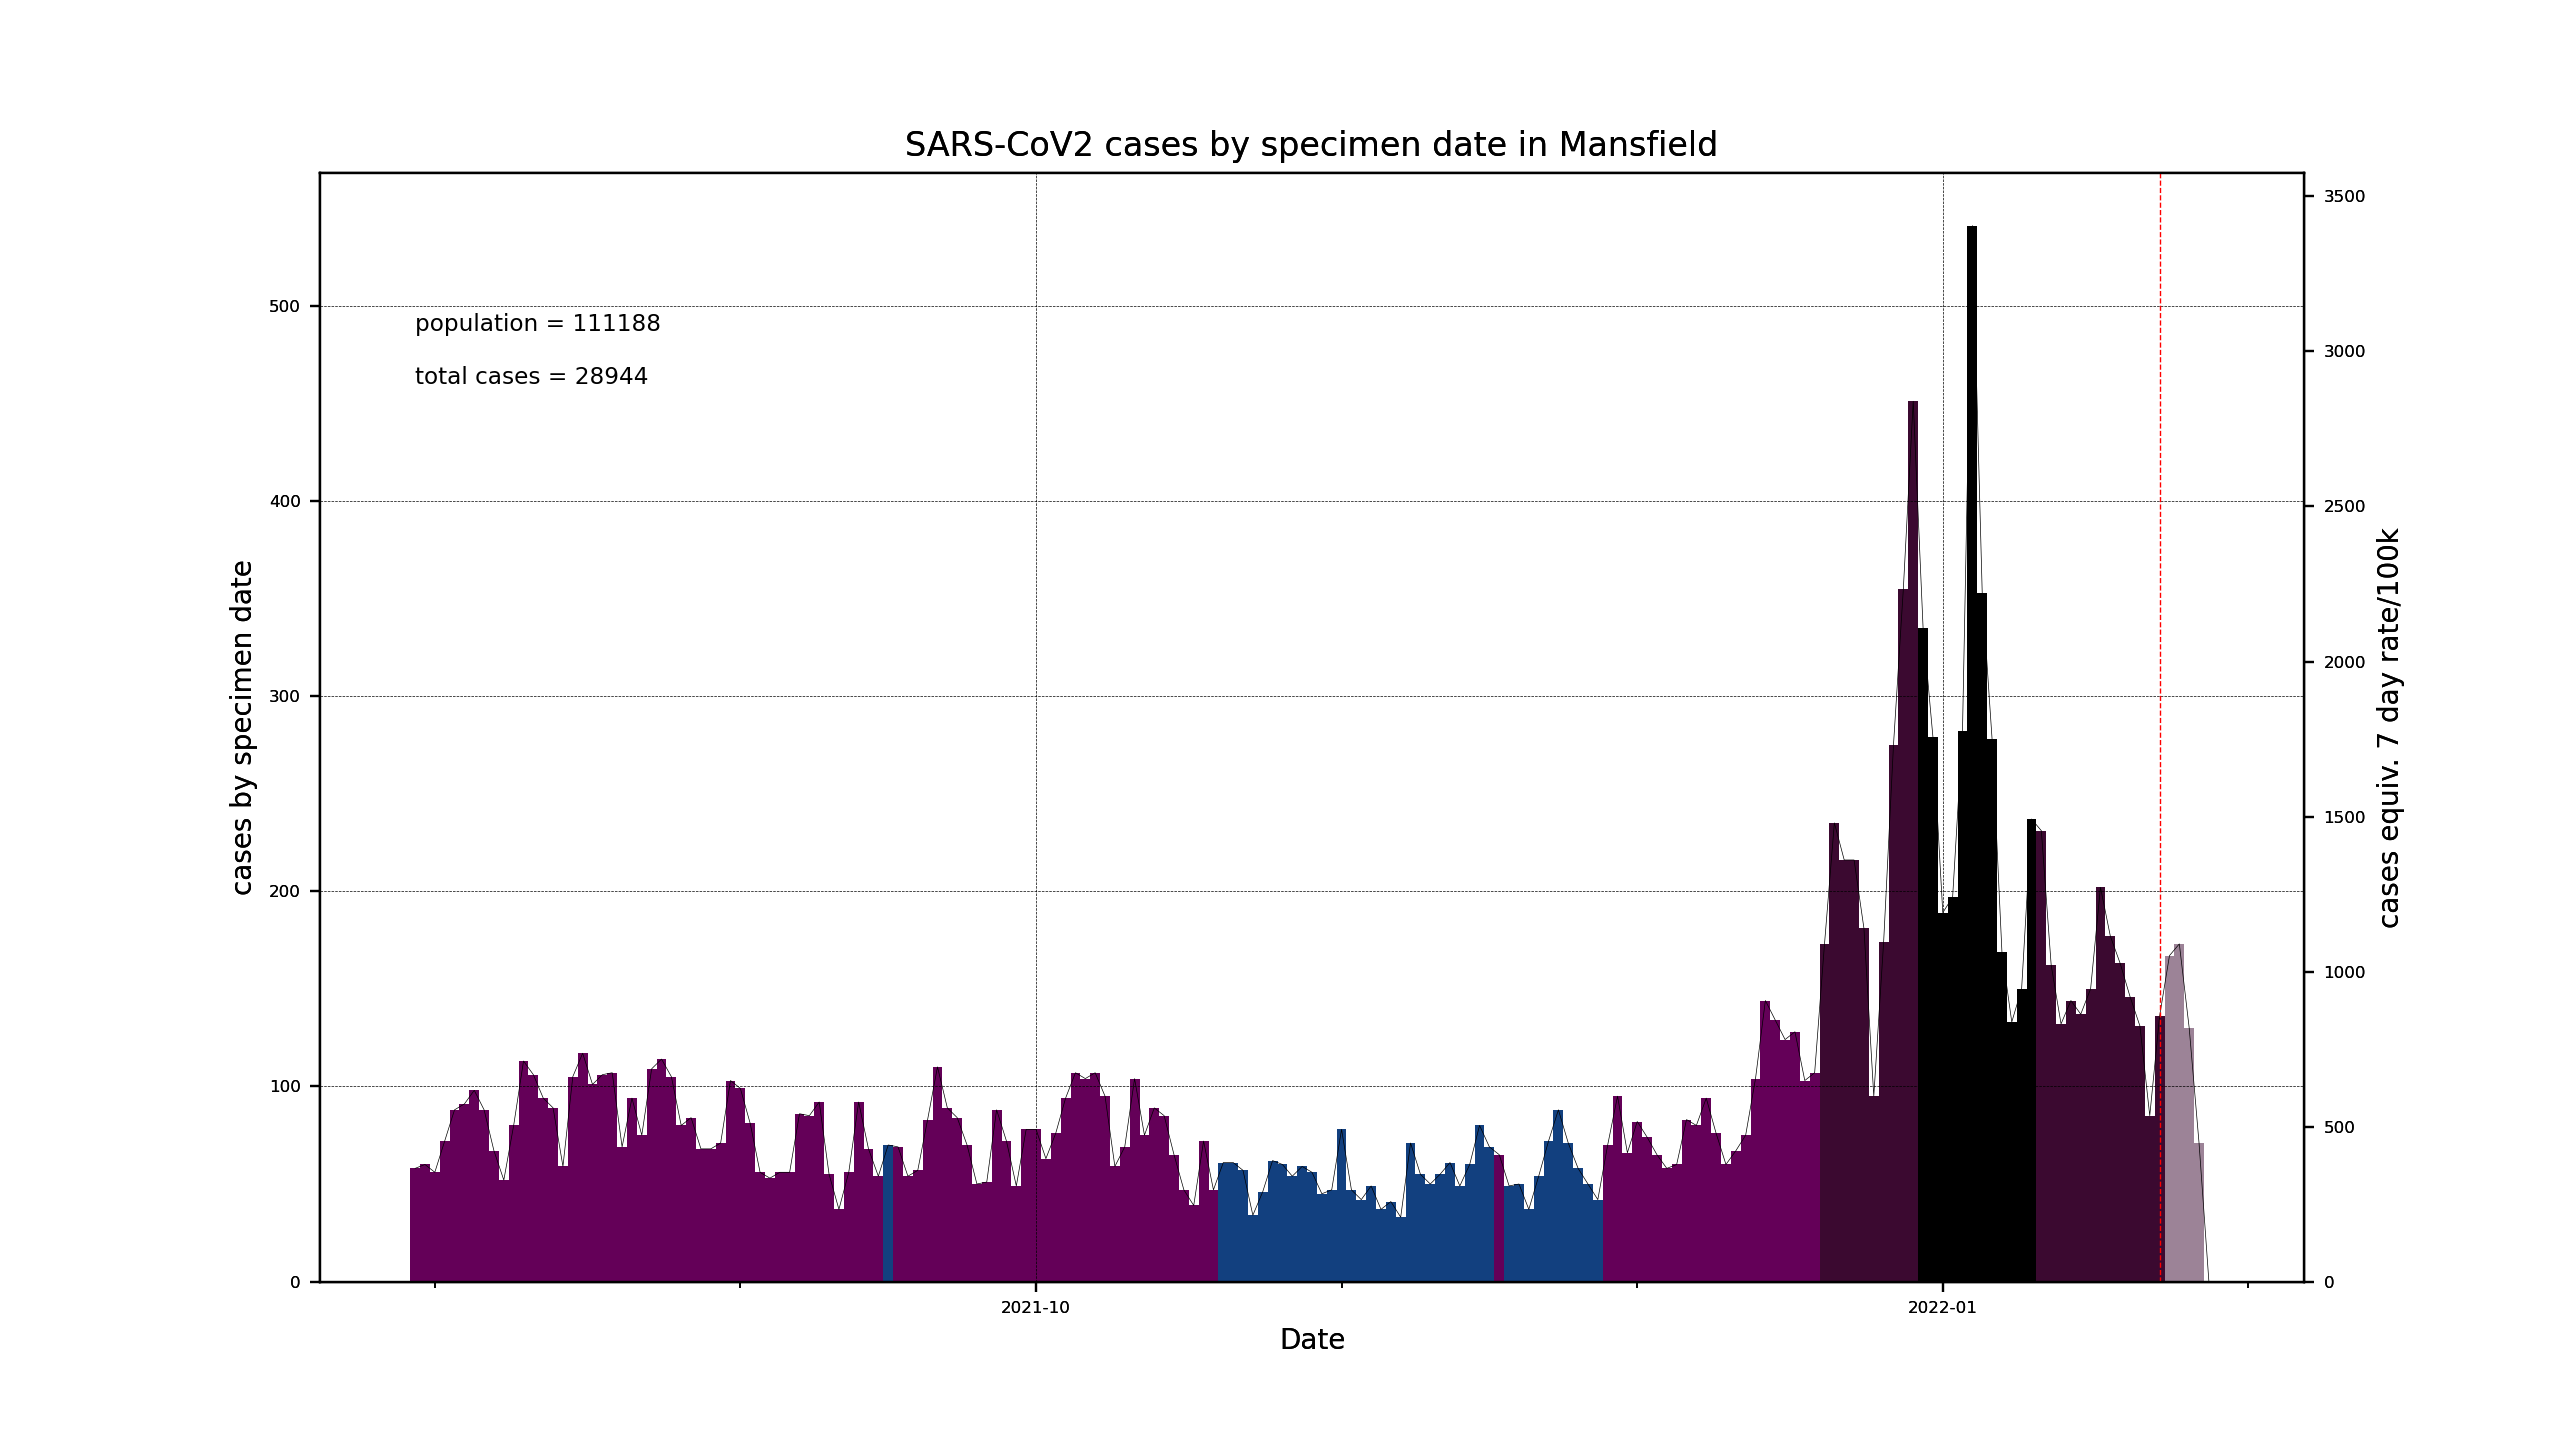 SARS-CoV2 cases by specimen date in Mansfield
population = 111188
total cases = 28944
cases by specimen date
500
400
300
200
100
0
3500
3000
2500
2000
1500
1000
500
0
cases equiv. 7 day rate/100k
2021-10
2022-01
Date